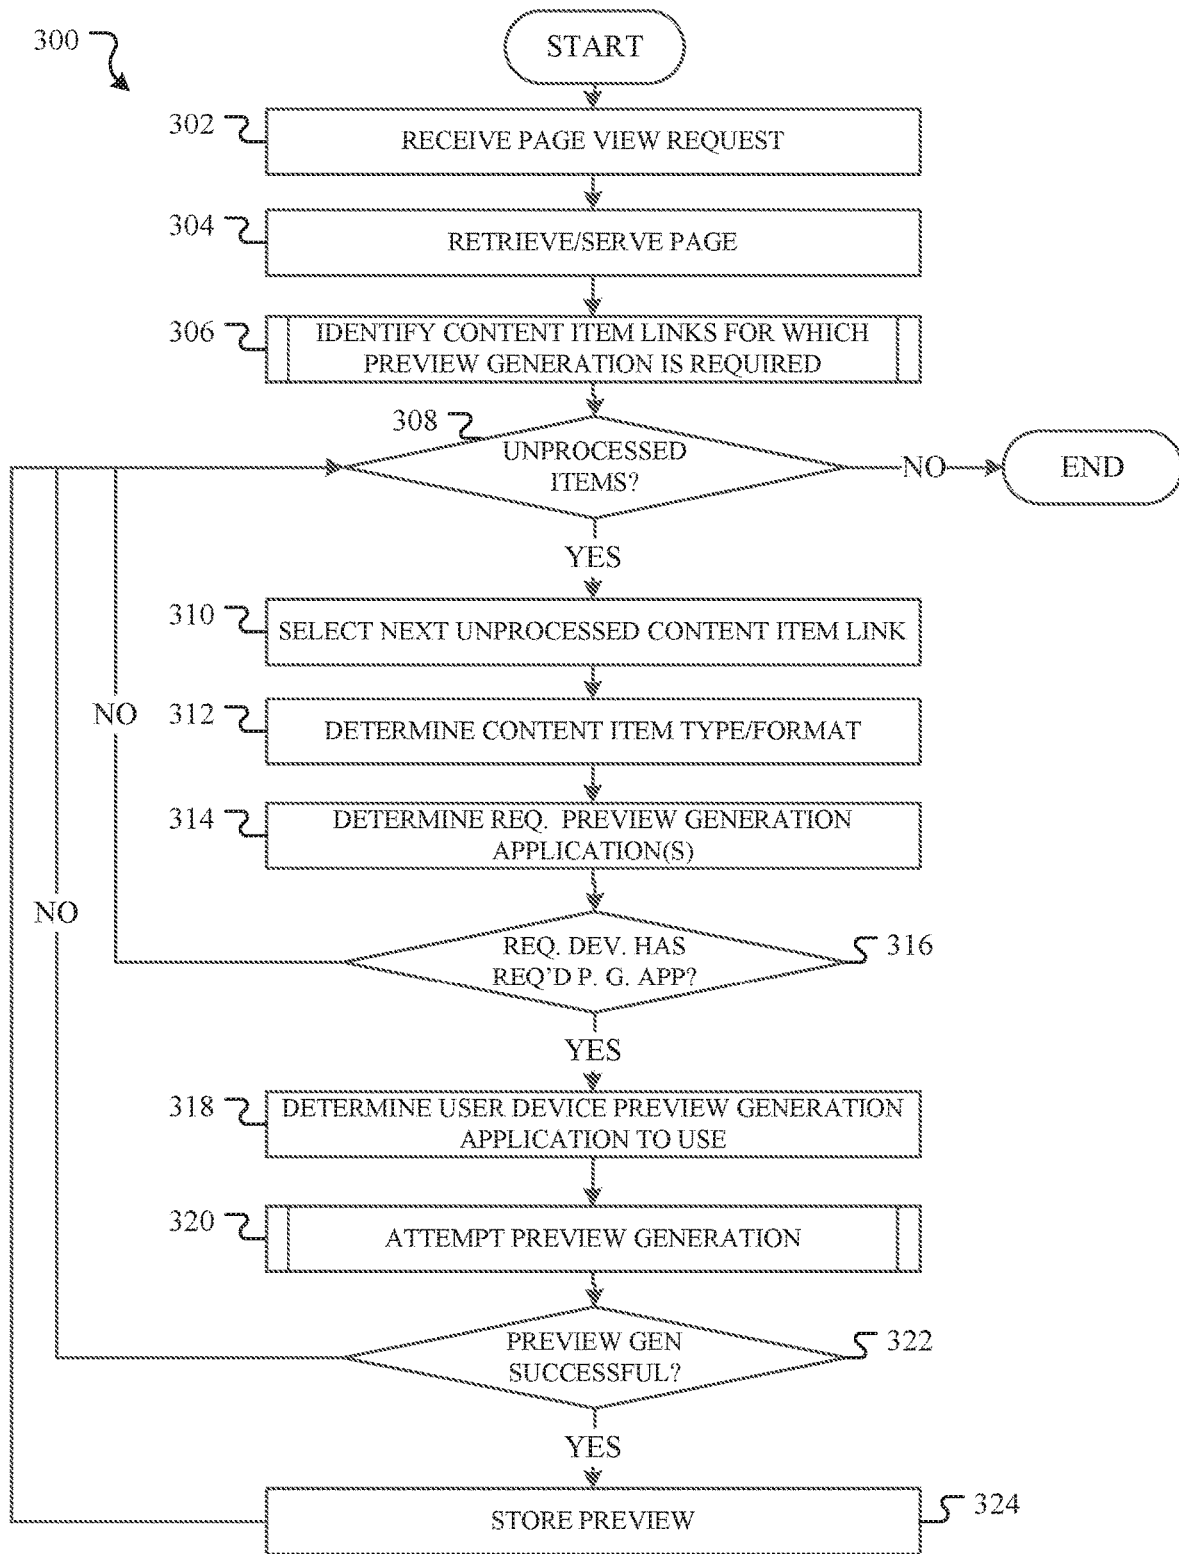 300
START
302
RECEIVE PAGE VIEW REQUEST
304
RETRIEVE/SERVE PAGE
306
IDENTIFY CONTENT ITEM LINKS FOR WHICH
PREVIEW GENERATION IS REQUIRED
308
UNPROCESSED
ITEMS?
NO
END
YES
310
SELECT NEXT UNPROCESSED CONTENT ITEM LINK
NO
312
DETERMINE CONTENT ITEM TYPE/FORMAT
314
DETERMINE REQ. PREVIEW GENERATION
APPLICATION(S)
NO
REQ. DEV. HAS
REQ'D P. G. APP?
316
YES
318
DETERMINE USER DEVICE PREVIEW GENERATION
APPLICATION TO USE
320
ATTEMPT PREVIEW GENERATION
PREVIEW GEN
SUCCESSFUL?
322
YES
STORE PREVIEW
324